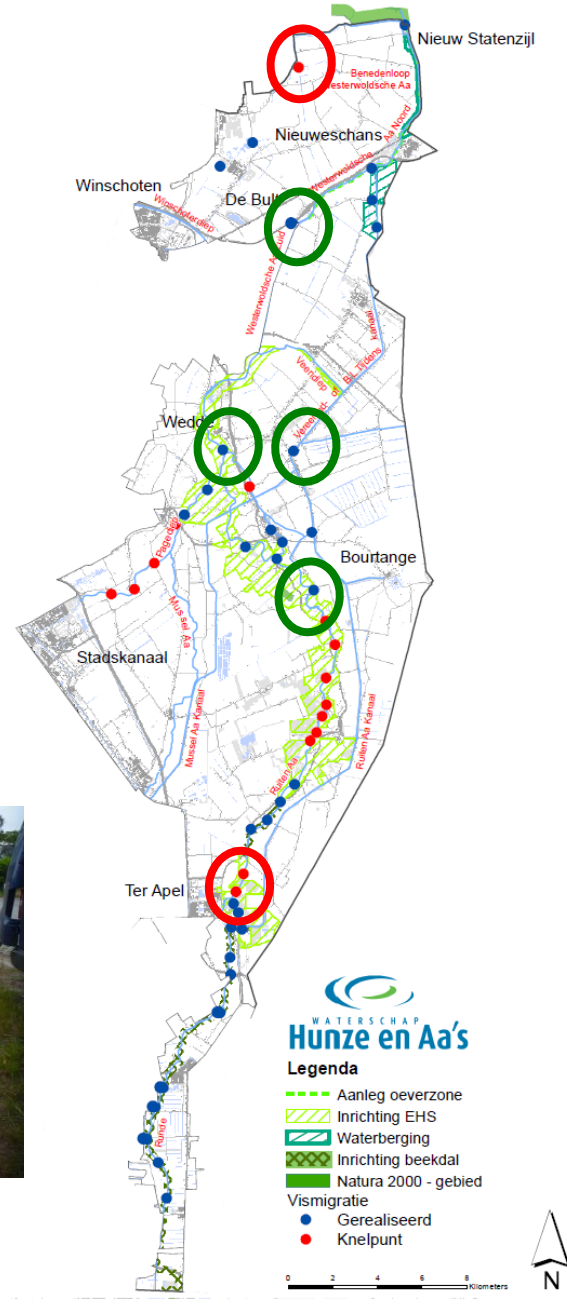 Nieuw Statenzijl
Benedenloop
Westerwoldsche Aa
Nieuweschans
Westerwoldsche Aa Noord
Winschoten
De Bult
Winschoterdiep
Westerwoldsche Aa Zuid
kanaal
Veendiep
B.L. Tijdens
Wedde
Pagediep
Bourtange
Mussel Aa
Stadskanaal
Mussel Aa Kanaal
Ruiten Aa Kanaal
Ruiten Aa
Ter Apel
WATERSCHAP
Hunze en Aa's
Legenda
Aanleg oeverzone
Inrichting EHS
Waterberging
Inrichting beekdal
Runde
Natura 2000 - gebied
Vismigratie
Gerealiseerd
Knelpunt
0 2 4 8 Kilometers
N